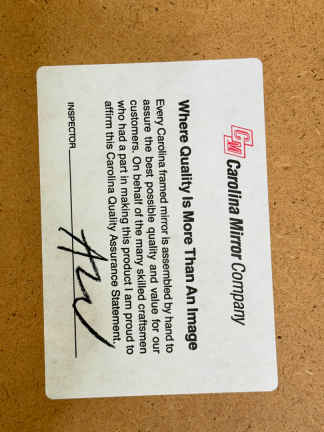 CM Carolina Mirror Company
Where Quality Is More Than An Image
Every Carolina framed mirror is assembled by hand to
assure the best possible quality and value for our
customers. On behalf of the many skilled craftsmen
who had a part in making this product I am proud to
affirm this Carolina Quality Assurance Statement.
INSPECTOR